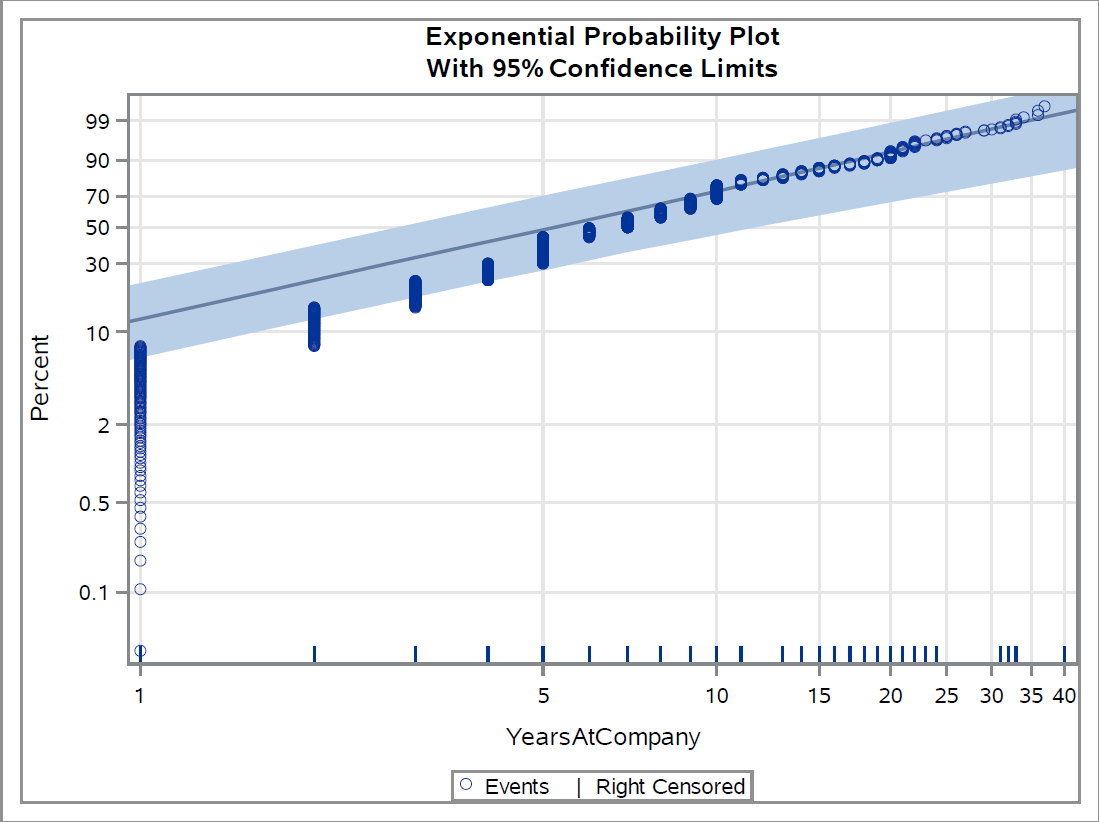 Exponential Probability Plot
With 95% Confidence Limits
99
90
70
50
30
10
2
0.5
0.1
Percent
1 5 10 15 20 25 30 35 40
YearsAtCompany
Events | Right Censored